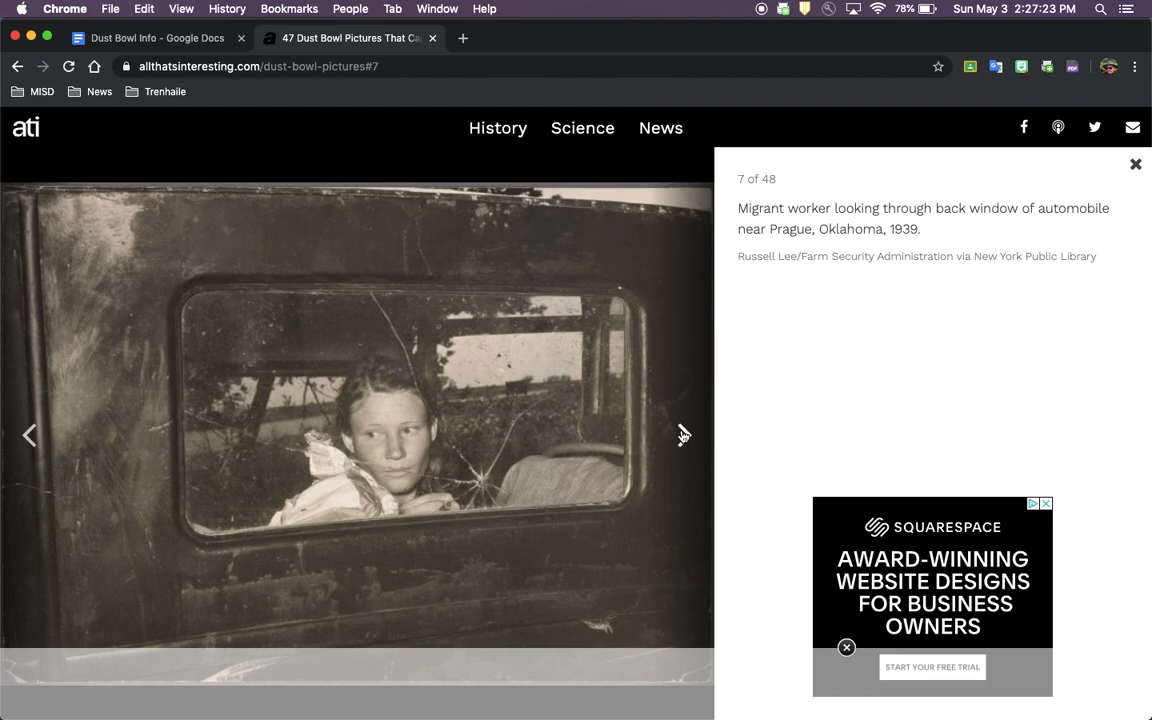 Chrome File Edit View History Bookmarks People Tab Window Help 78% Sun May 3 2:27:23 PM
Dust Bowl Info - Google Docs 47 Dust Bowl Pictures That Ca
allthatsinteresting.com/dust-bowl-pictures#7
MISD News Trenhaile
ati History Science News
7 of 48
Migrant worker looking through back window of automobile
near Prague, Oklahoma, 1939.
Russell Lee/Farm Security Administration via New York Public Library
SQUARESPACE
AWARD-WINNING
WEBSITE DESIGNS
FOR BUSINESS
OWNERS
START YOUR FREE TRIAL